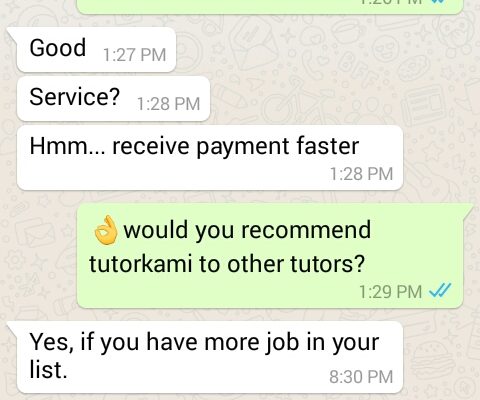 Good 1:27 PM
Service? 1:28 PM
Hmm... receive payment faster
1:28 PM
👌would you recommend
tutorkami to other tutors?
1:29 PM
Yes, if you have more job in your
list.
8:30 PM